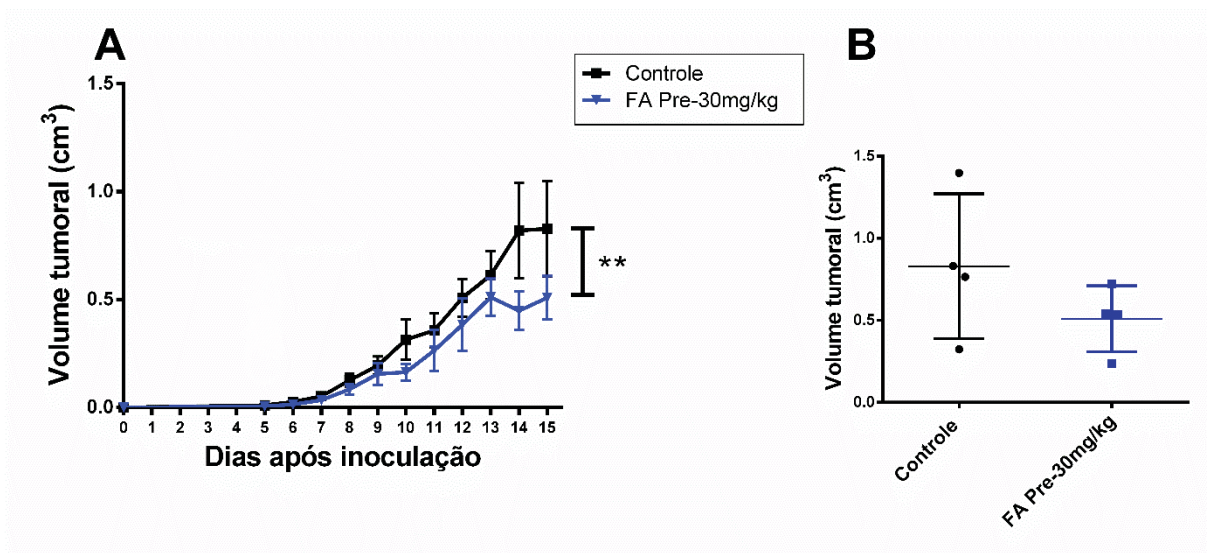 A
Controle
FA Pre-30mg/kg
Volume tumoral (cm³)
1.5
1.0
0.5
0.0
0 1 2 3 4 5 6 7 8 9 10 11 12 13 14 15
Dias após inoculação
**
B
Volume tumoral (cm³)
1.5
1.0
0.5
0.0
Controle
FA Pre-30mg/kg